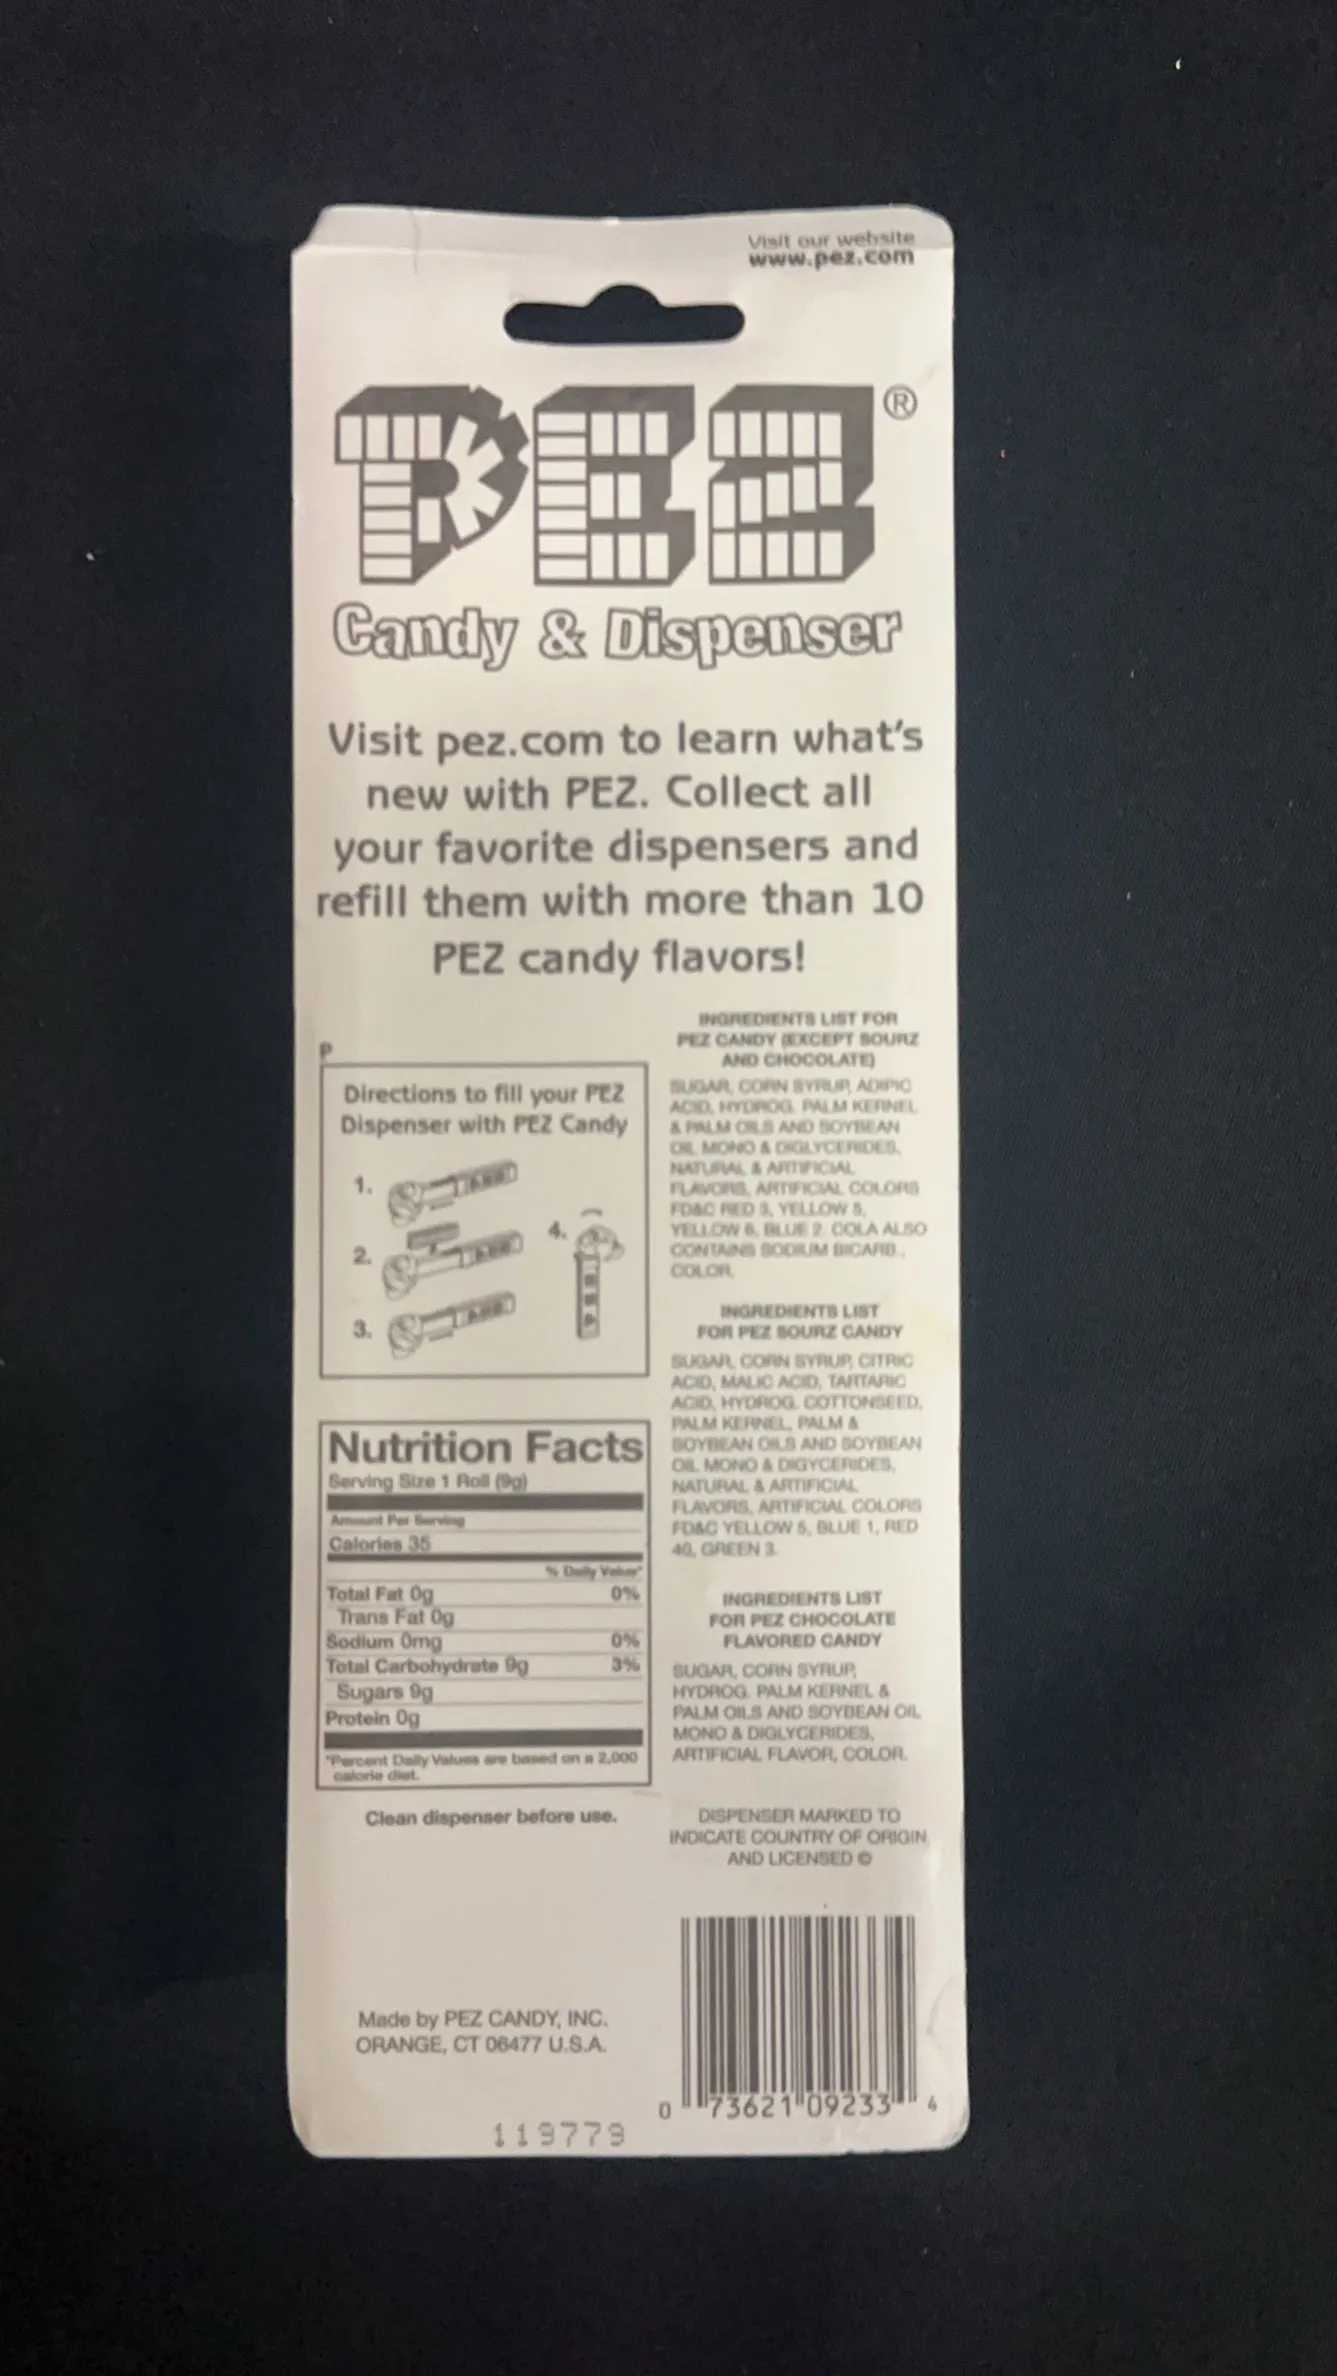 Visit our website
www.pez.com
PEZ®
Candy & Dispenser
Visit pez.com to learn what's
new with PEZ. Collect all
your favorite dispensers and
refill them with more than 10
PEZ candy flavors!
P
Directions to fill your PEZ
Dispenser with PEZ Candy
1.
2.
3.
4.
Nutrition Facts
Serving Size 1 Roll (9g)
Amount Per Serving
Calories 35
% Daily Value*
Total Fat 0g 0%
Trans Fat 0g
Sodium 0mg 0%
Total Carbohydrate 9g 3%
Sugars 9g
Protein 0g
*Percent Daily Values are based on a 2,000
calorie diet.
Clean dispenser before use.
INGREDIENTS LIST FOR
PEZ CANDY (EXCEPT SOURZ
AND CHOCOLATE)
SUGAR, CORN SYRUP, ADIPIC
ACID, HYDROG. PALM KERNEL
& PALM OILS AND SOYBEAN
OIL MONO & DIGLYCERIDES,
NATURAL & ARTIFICIAL
FLAVORS, ARTIFICIAL COLORS
FD&C RED 3, YELLOW 5,
YELLOW 6, BLUE 2. COLA ALSO
CONTAINS SODIUM BICARB.,
COLOR.
INGREDIENTS LIST
FOR PEZ SOURZ CANDY
SUGAR, CORN SYRUP, CITRIC
ACID, MALIC ACID, TARTARIC
ACID, HYDROG. COTTONSEED,
PALM KERNEL, PALM &
SOYBEAN OILS AND SOYBEAN
OIL MONO & DIGYCERIDES,
NATURAL & ARTIFICIAL
FLAVORS, ARTIFICIAL COLORS
FD&C YELLOW 5, BLUE 1, RED
40, GREEN 3.
INGREDIENTS LIST
FOR PEZ CHOCOLATE
FLAVORED CANDY
SUGAR, CORN SYRUP,
HYDROG. PALM KERNEL &
PALM OILS AND SOYBEAN OIL
MONO & DIGLYCERIDES,
ARTIFICIAL FLAVOR, COLOR.
DISPENSER MARKED TO
INDICATE COUNTRY OF ORIGIN
AND LICENSED ©
Made by PEZ CANDY, INC.
ORANGE, CT 06477 U.S.A.
0 73621 09233 4
119779